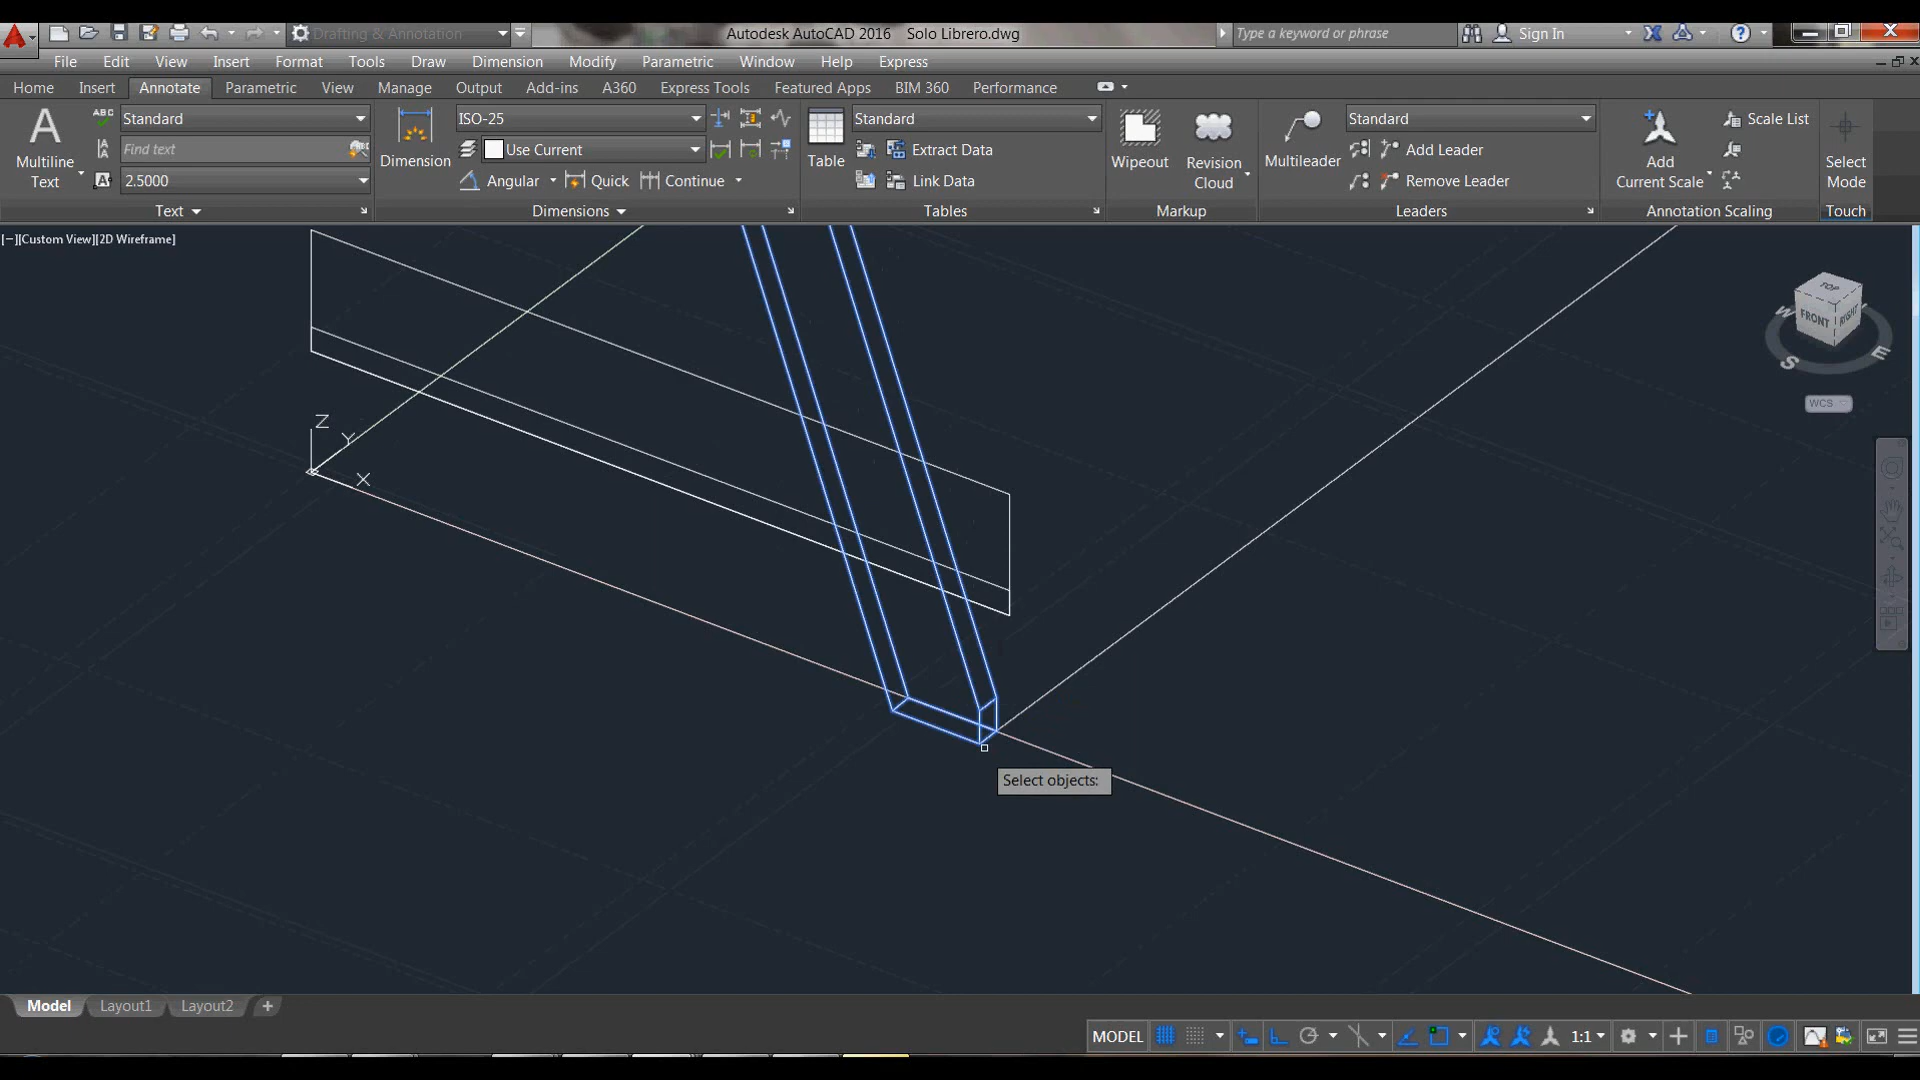 Drafting & Annotation
Autodesk AutoCAD 2016 Solo Librero.dwg
Type a keyword or phrase
Sign In
File Edit View Insert Format Tools Draw Dimension Modify Parametric Window Help Express
Home Insert Annotate Parametric View Manage Output Add-ins A360 Express Tools Featured Apps BIM 360 Performance
A Multiline Text
ABC Standard
Find text
2.5000
Text
Dimension
ISO-25
Use Current
Angular Quick Continue
Dimensions
Table
Standard
Extract Data
Link Data
Tables
Wipeout
Revision Cloud
Markup
Multileader
Standard
Add Leader
Remove Leader
Leaders
Add Current Scale
Scale List
Annotation Scaling
Select Mode
Touch
[−][Custom View][2D Wireframe]
TOP
FRONT RIGHT
W S E
WCS
Z
Y
X
Select objects:
Model Layout1 Layout2 +
MODEL 1:1